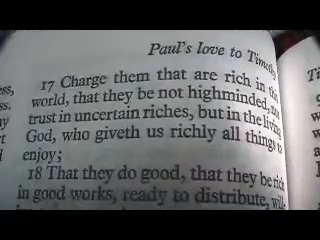 Paul's love to Timothy
17 Charge them that are rich in this
world, that they be not highminded, nor
trust in uncertain riches, but in the living
God, who giveth us richly all things to
enjoy;
18 That they do good, that they be rich
in good works, ready to distribute, will-